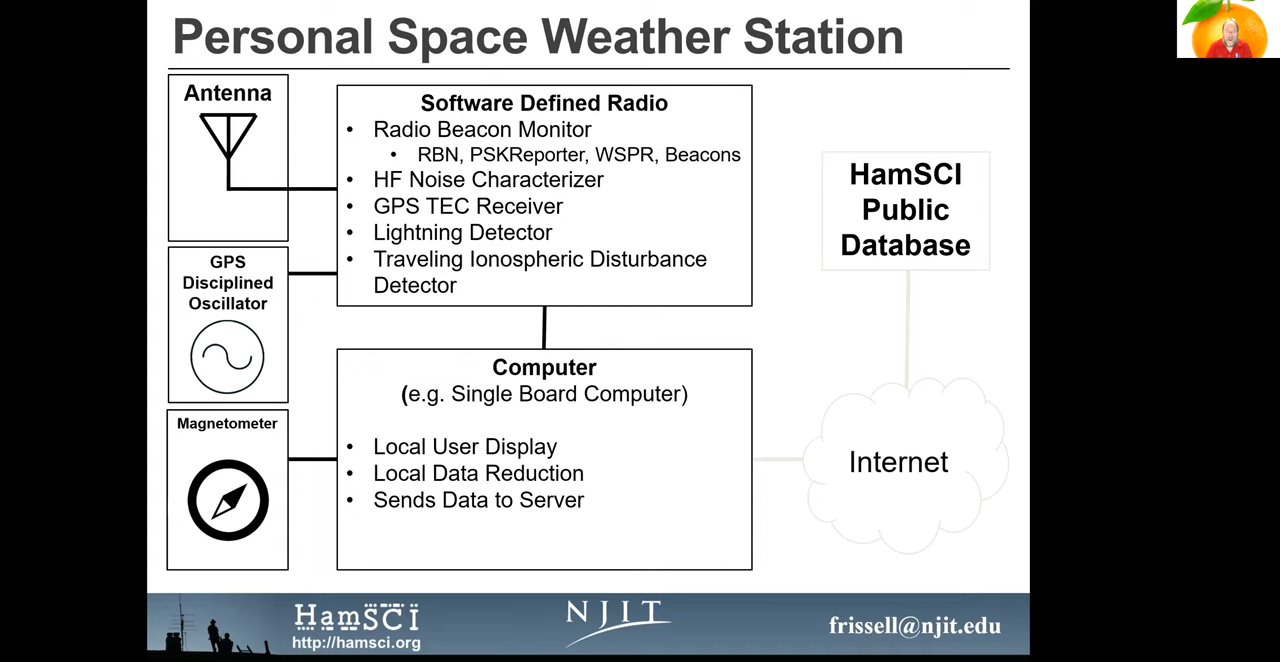 Personal Space Weather Station
Antenna
GPS
Disciplined
Oscillator
Magnetometer
Software Defined Radio
• Radio Beacon Monitor
• RBN, PSKReporter, WSPR, Beacons
• HF Noise Characterizer
• GPS TEC Receiver
• Lightning Detector
• Traveling Ionospheric Disturbance
Detector
Computer
(e.g. Single Board Computer)
• Local User Display
• Local Data Reduction
• Sends Data to Server
HamSCI
Public
Database
Internet
HamSCI
http://hamsci.org
NJIT
frissell@njit.edu